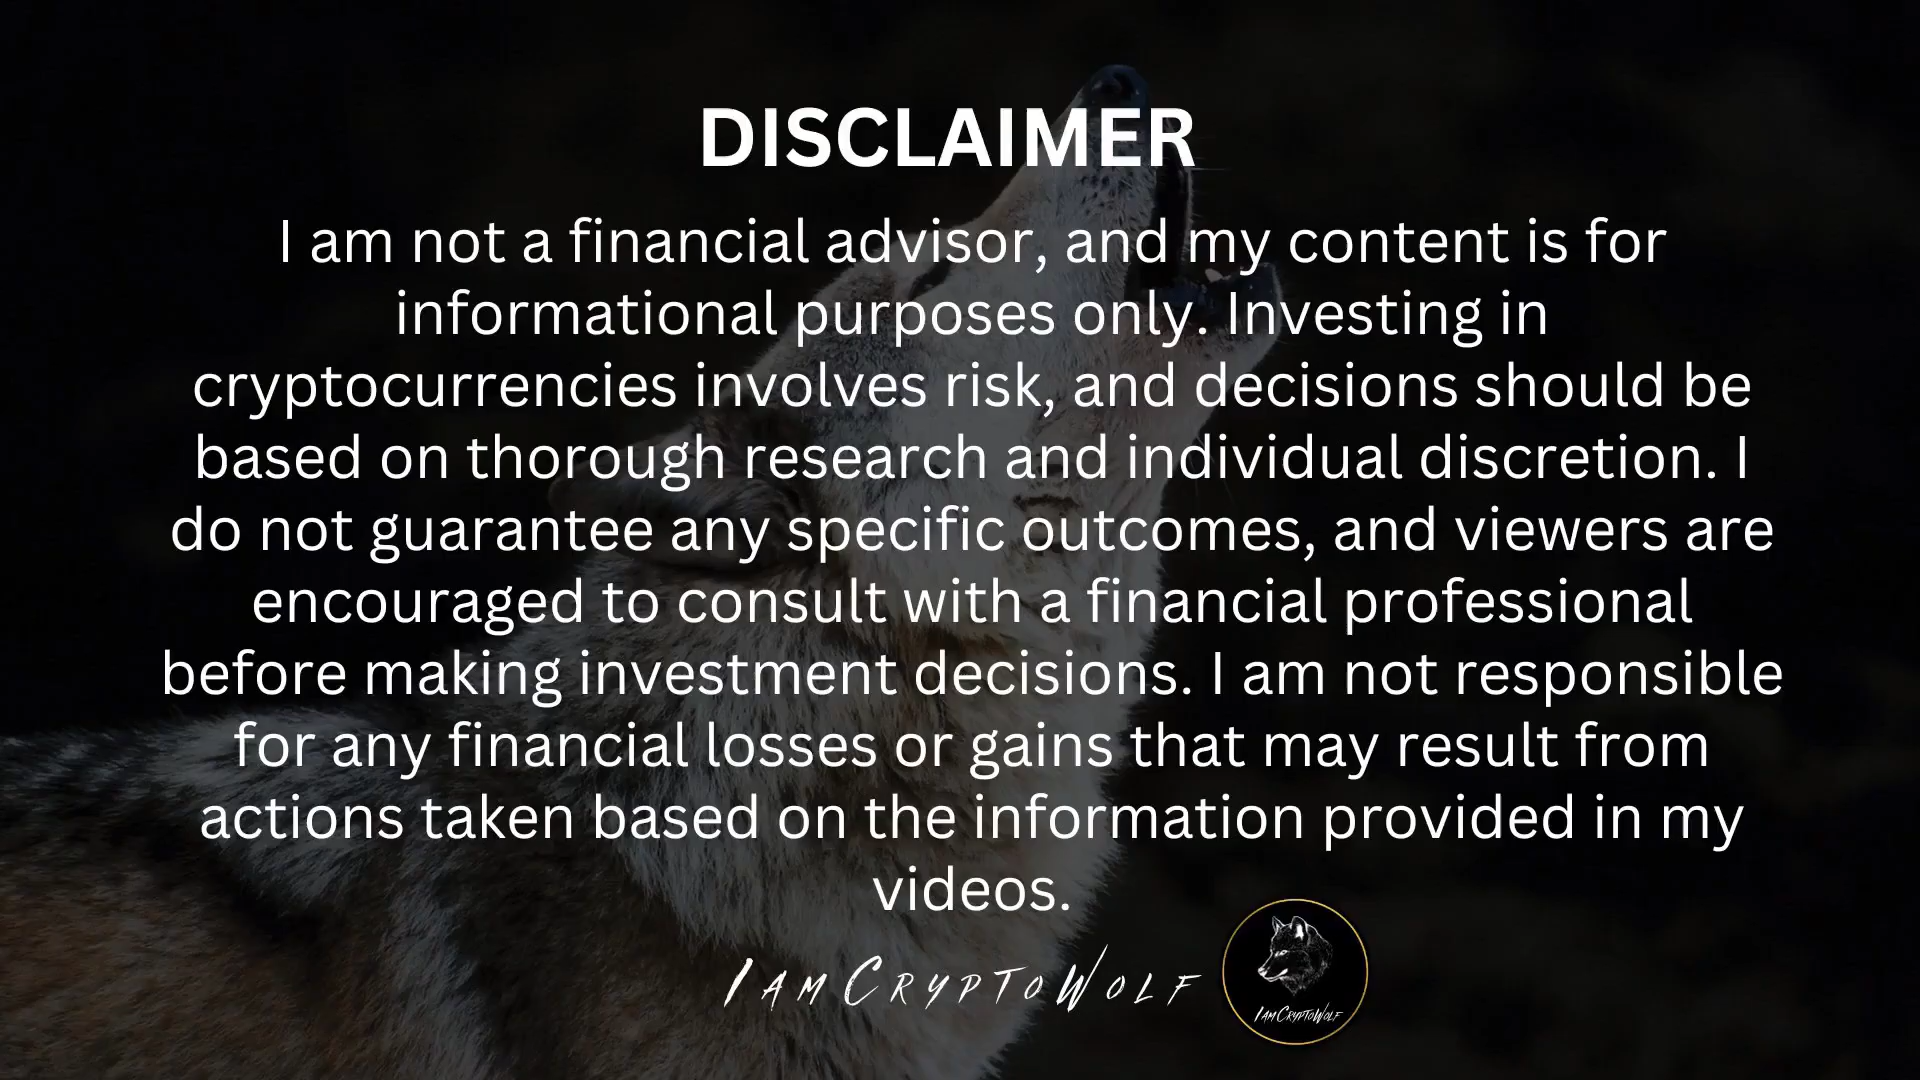 DISCLAIMER
I am not a financial advisor, and my content is for
informational purposes only. Investing in
cryptocurrencies involves risk, and decisions should be
based on thorough research and individual discretion. I
do not guarantee any specific outcomes, and viewers are
encouraged to consult with a financial professional
before making investment decisions. I am not responsible
for any financial losses or gains that may result from
actions taken based on the information provided in my
videos.
IAMCRYPTOWOLF
IAMCRYPTOWOLF